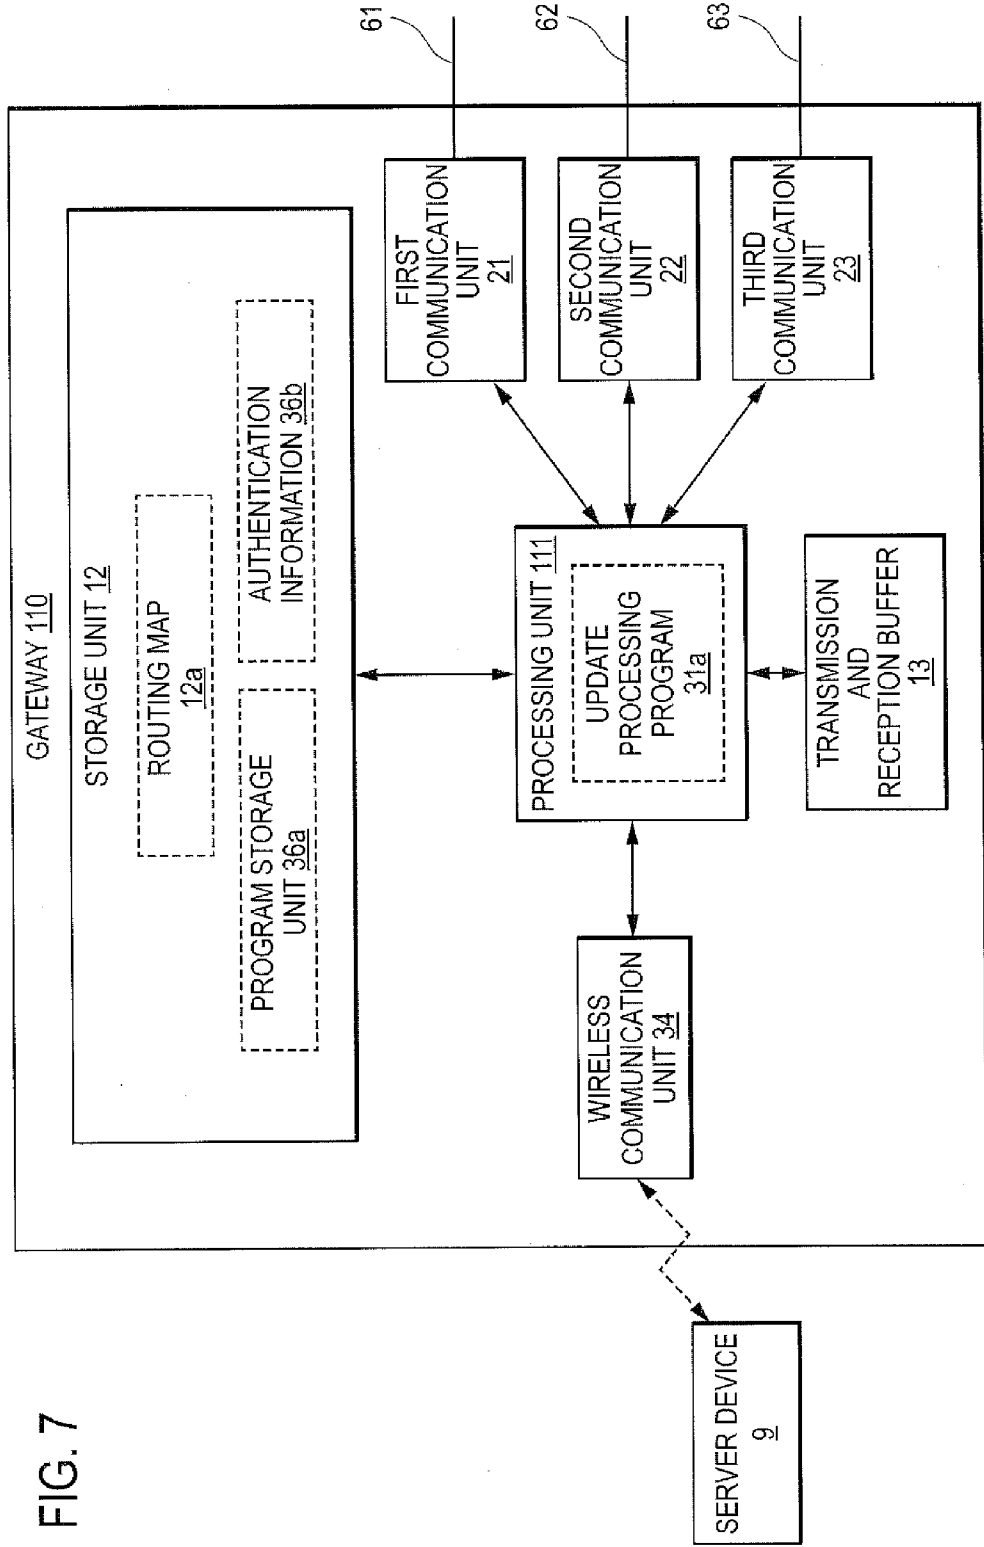 FIG. 7
GATEWAY 110
STORAGE UNIT 12
ROUTING MAP
12a
PROGRAM STORAGE
UNIT 36a
AUTHENTICATION
INFORMATION 36b
PROCESSING UNIT 111
UPDATE
PROCESSING
PROGRAM
31a
FIRST
COMMUNICATION
UNIT
21
61
SECOND
COMMUNICATION
UNIT
22
62
THIRD
COMMUNICATION
UNIT
23
63
WIRELESS
COMMUNICATION
UNIT 34
TRANSMISSION
AND
RECEPTION BUFFER
13
SERVER DEVICE
9